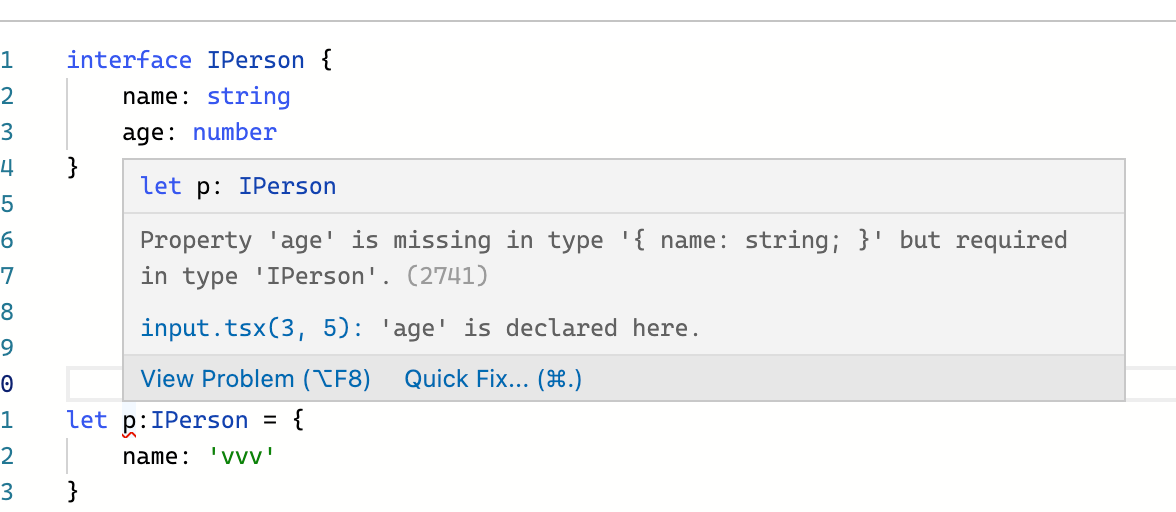 1 interface IPerson {
2 name: string
3 age: number
4 }
let p: IPerson
5
6 Property 'age' is missing in type '{ name: string; }' but required
7 in type 'IPerson'. (2741)
8 input.tsx(3, 5): 'age' is declared here.
9
0 View Problem (⌥F8) Quick Fix... (⌘.)
1 let p:IPerson = {
2 name: 'vvv'
3 }